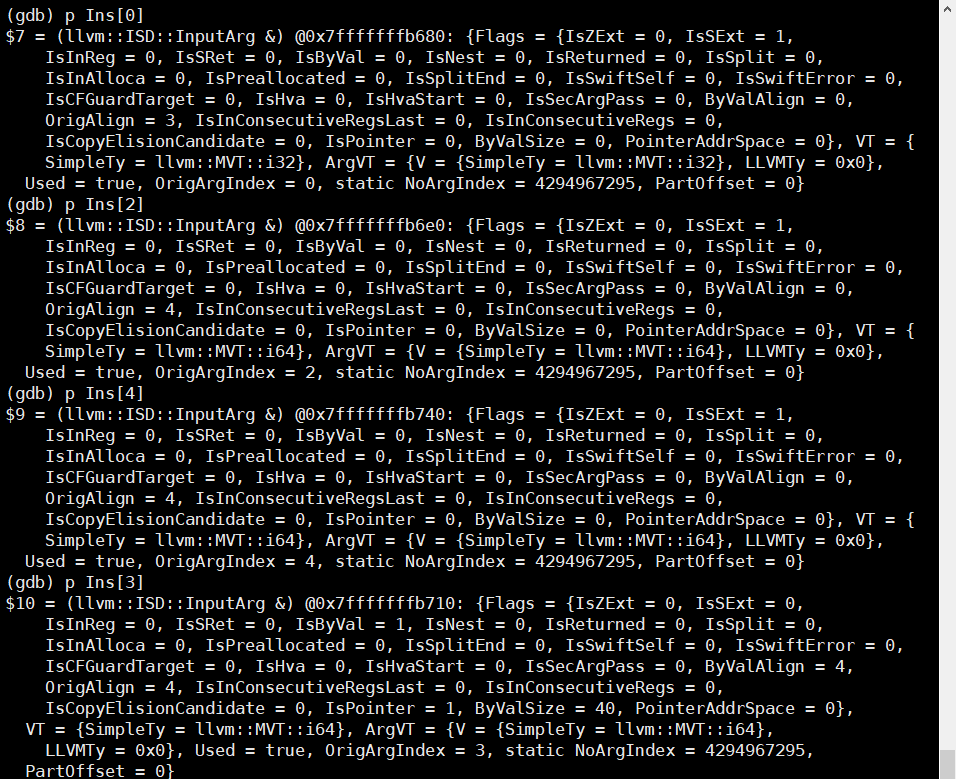 (gdb) p Ins[0]
$7 = (llvm::ISD::InputArg &) @0x7fffffffb680: {Flags = {IsZExt = 0, IsSExt = 1,
IsInReg = 0, IsSRet = 0, IsByVal = 0, IsNest = 0, IsReturned = 0, IsSplit = 0,
IsInAlloca = 0, IsPreallocated = 0, IsSplitEnd = 0, IsSwiftSelf = 0, IsSwiftError = 0,
IsCFGuardTarget = 0, IsHva = 0, IsHvaStart = 0, IsSecArgPass = 0, ByValAlign = 0,
OrigAlign = 3, IsInConsecutiveRegsLast = 0, IsInConsecutiveRegs = 0,
IsCopyElisionCandidate = 0, IsPointer = 0, ByValSize = 0, PointerAddrSpace = 0}, VT = {
SimpleTy = llvm::MVT::i32}, ArgVT = {V = {SimpleTy = llvm::MVT::i32}, LLVMTy = 0x0},
Used = true, OrigArgIndex = 0, static NoArgIndex = 4294967295, PartOffset = 0}
(gdb) p Ins[2]
$8 = (llvm::ISD::InputArg &) @0x7fffffffb6e0: {Flags = {IsZExt = 0, IsSExt = 1,
IsInReg = 0, IsSRet = 0, IsByVal = 0, IsNest = 0, IsReturned = 0, IsSplit = 0,
IsInAlloca = 0, IsPreallocated = 0, IsSplitEnd = 0, IsSwiftSelf = 0, IsSwiftError = 0,
IsCFGuardTarget = 0, IsHva = 0, IsHvaStart = 0, IsSecArgPass = 0, ByValAlign = 0,
OrigAlign = 4, IsInConsecutiveRegsLast = 0, IsInConsecutiveRegs = 0,
IsCopyElisionCandidate = 0, IsPointer = 0, ByValSize = 0, PointerAddrSpace = 0}, VT = {
SimpleTy = llvm::MVT::i64}, ArgVT = {V = {SimpleTy = llvm::MVT::i64}, LLVMTy = 0x0},
Used = true, OrigArgIndex = 2, static NoArgIndex = 4294967295, PartOffset = 0}
(gdb) p Ins[4]
$9 = (llvm::ISD::InputArg &) @0x7fffffffb740: {Flags = {IsZExt = 0, IsSExt = 1,
IsInReg = 0, IsSRet = 0, IsByVal = 0, IsNest = 0, IsReturned = 0, IsSplit = 0,
IsInAlloca = 0, IsPreallocated = 0, IsSplitEnd = 0, IsSwiftSelf = 0, IsSwiftError = 0,
IsCFGuardTarget = 0, IsHva = 0, IsHvaStart = 0, IsSecArgPass = 0, ByValAlign = 0,
OrigAlign = 4, IsInConsecutiveRegsLast = 0, IsInConsecutiveRegs = 0,
IsCopyElisionCandidate = 0, IsPointer = 0, ByValSize = 0, PointerAddrSpace = 0}, VT = {
SimpleTy = llvm::MVT::i64}, ArgVT = {V = {SimpleTy = llvm::MVT::i64}, LLVMTy = 0x0},
Used = true, OrigArgIndex = 4, static NoArgIndex = 4294967295, PartOffset = 0}
(gdb) p Ins[3]
$10 = (llvm::ISD::InputArg &) @0x7fffffffb710: {Flags = {IsZExt = 0, IsSExt = 0,
IsInReg = 0, IsSRet = 0, IsByVal = 1, IsNest = 0, IsReturned = 0, IsSplit = 0,
IsInAlloca = 0, IsPreallocated = 0, IsSplitEnd = 0, IsSwiftSelf = 0, IsSwiftError = 0,
IsCFGuardTarget = 0, IsHva = 0, IsHvaStart = 0, IsSecArgPass = 0, ByValAlign = 4,
OrigAlign = 4, IsInConsecutiveRegsLast = 0, IsInConsecutiveRegs = 0,
IsCopyElisionCandidate = 0, IsPointer = 1, ByValSize = 40, PointerAddrSpace = 0},
VT = {SimpleTy = llvm::MVT::i64}, ArgVT = {V = {SimpleTy = llvm::MVT::i64},
LLVMTy = 0x0}, Used = true, OrigArgIndex = 3, static NoArgIndex = 4294967295,
PartOffset = 0}